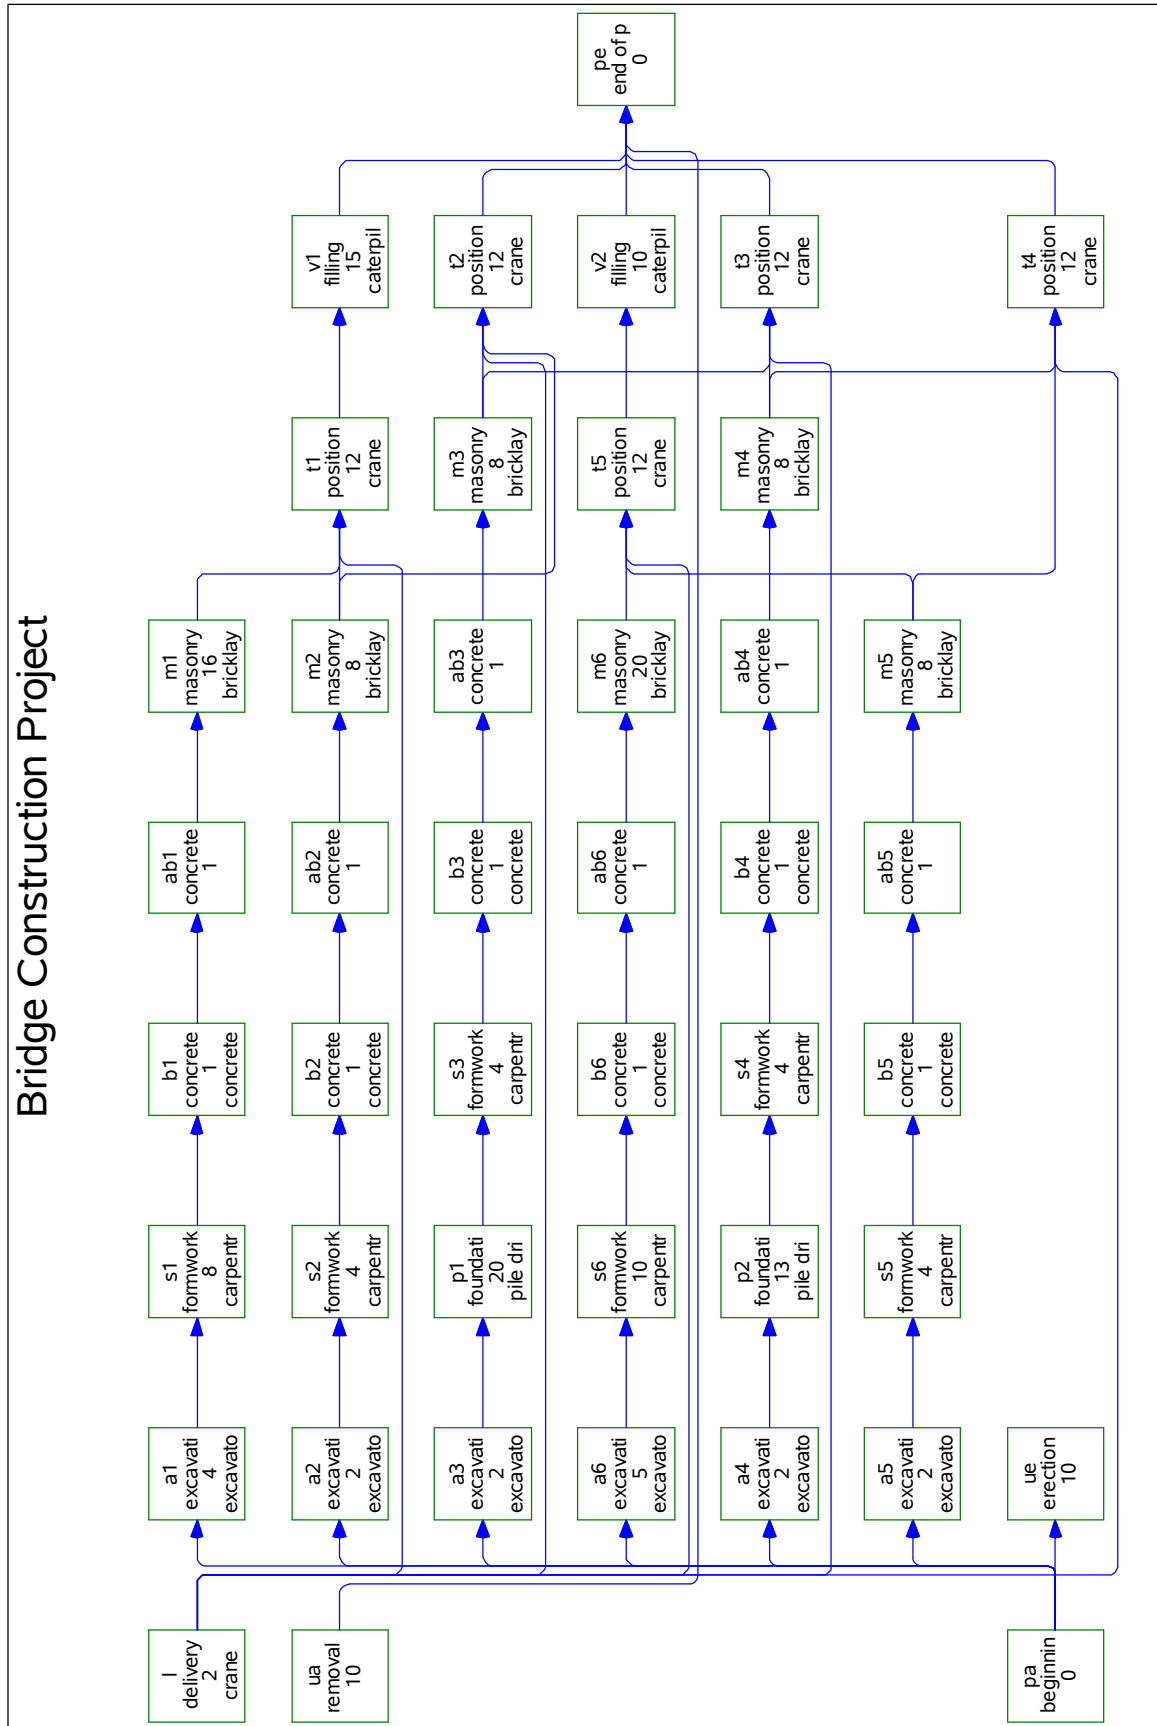 Bridge Construction Project
l
delivery
2
crane
ua
removal
10
pa
beginnin
0
a1
excavati
4
excavato
a2
excavati
2
excavato
a3
excavati
2
excavato
a6
excavati
5
excavato
a4
excavati
2
excavato
a5
excavati
2
excavato
ue
erection
10
s1
formwork
8
carpentr
s2
formwork
4
carpentr
p1
foundati
20
pile dri
s6
formwork
10
carpentr
p2
foundati
13
pile dri
s5
formwork
4
carpentr
b1
concrete
1
concrete
b2
concrete
1
concrete
s3
formwork
4
carpentr
b6
concrete
1
concrete
s4
formwork
4
carpentr
b5
concrete
1
concrete
ab1
concrete
1
ab2
concrete
1
b3
concrete
1
concrete
ab6
concrete
1
b4
concrete
1
concrete
ab5
concrete
1
m1
masonry
16
bricklay
m2
masonry
8
bricklay
ab3
concrete
1
m6
masonry
20
bricklay
ab4
concrete
1
m5
masonry
8
bricklay
t1
position
12
crane
m3
masonry
8
bricklay
t5
position
12
crane
m4
masonry
8
bricklay
v1
filling
15
caterpil
t2
position
12
crane
v2
filling
10
caterpil
t3
position
12
crane
t4
position
12
crane
pe
end of p
0